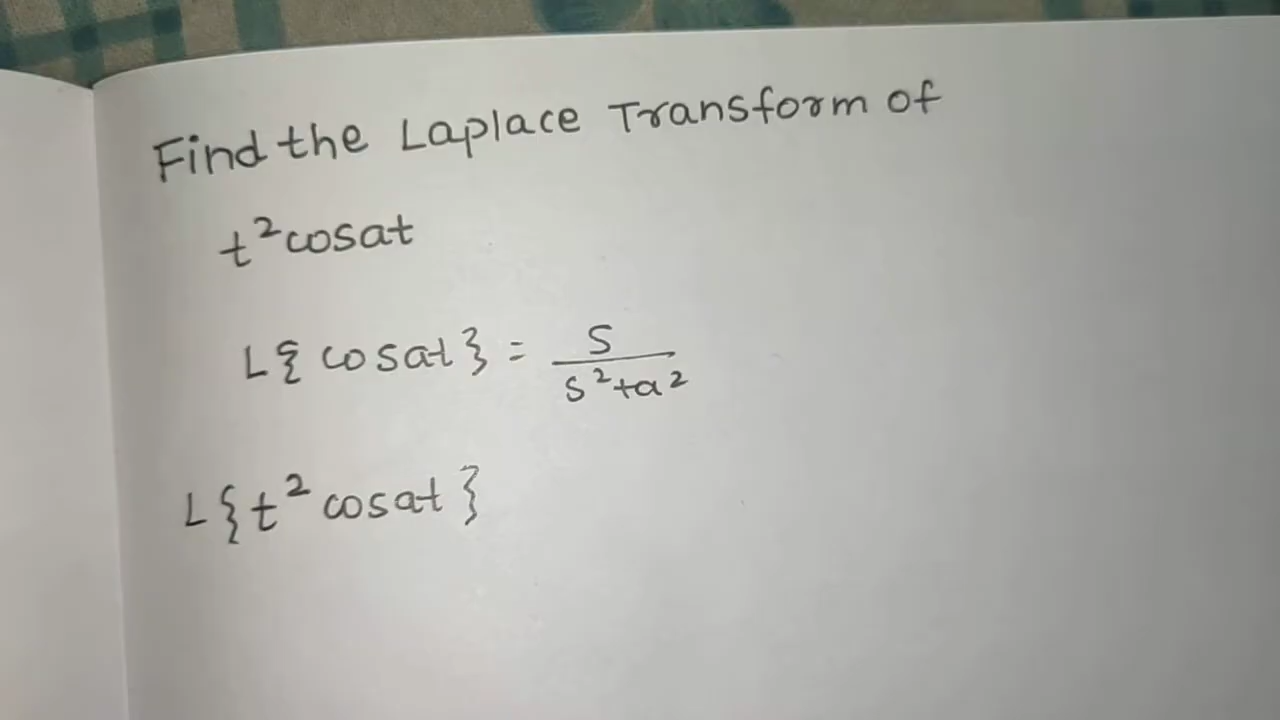 Find the Laplace Transform of
t²cosat
L{cosat} = s/(s²+a²)
L{t²cosat}